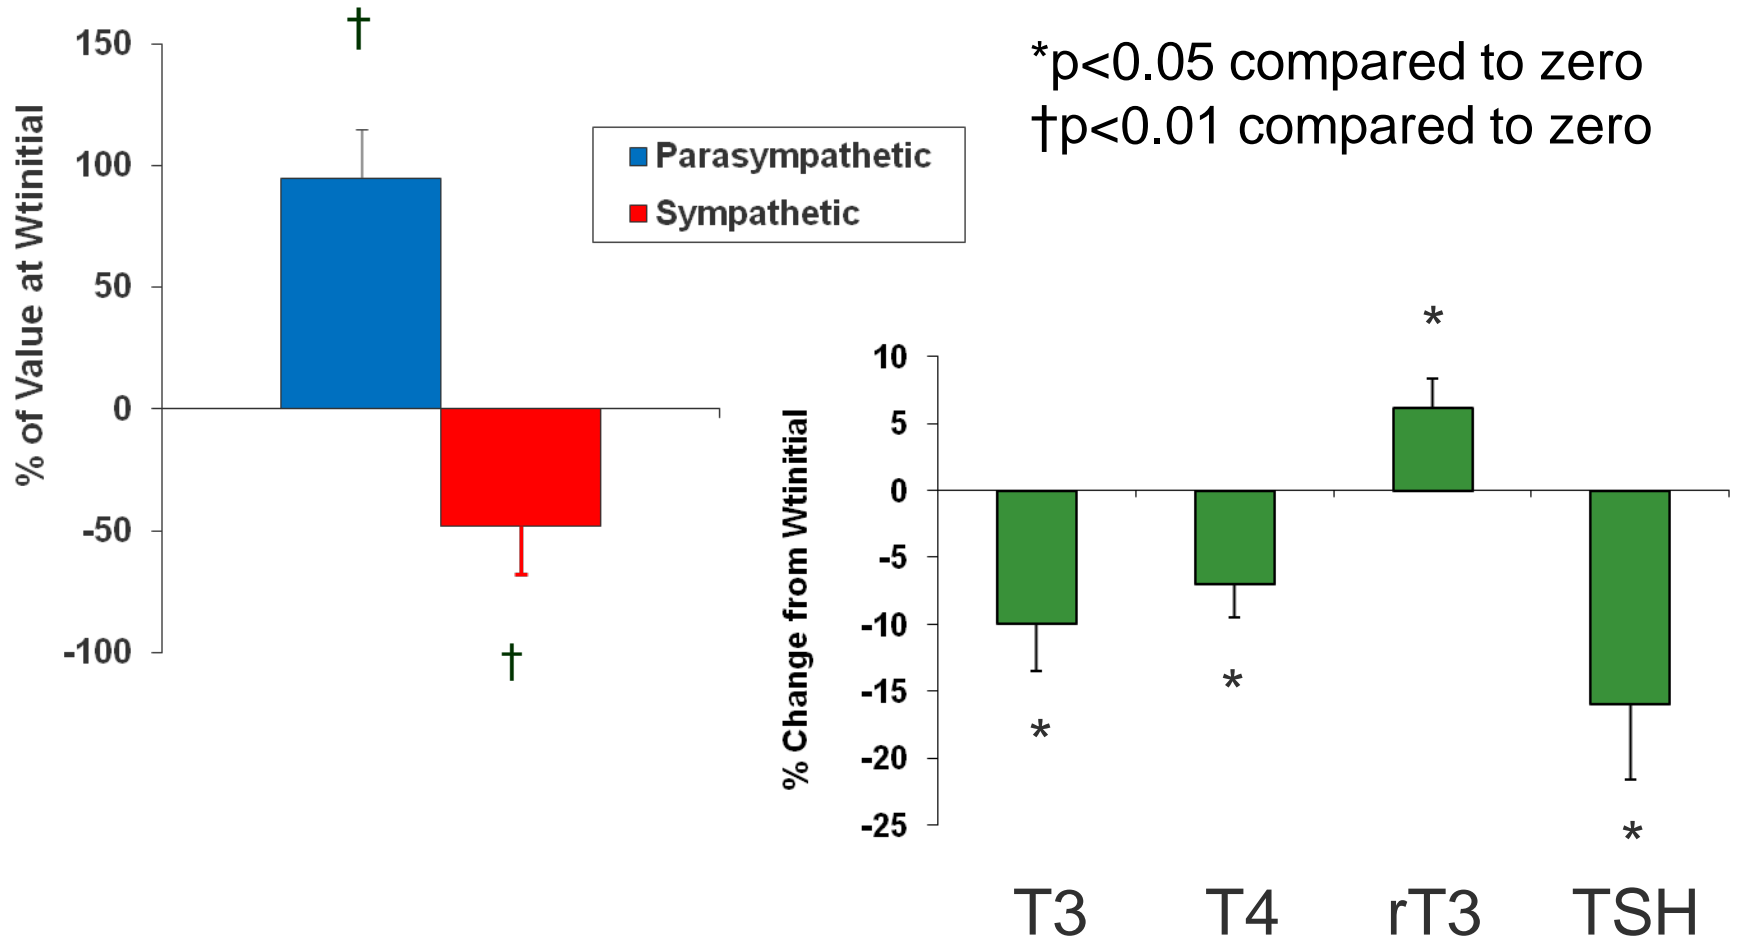 †
150
100
50
0
-50
-100
% of Value at Wtinitial
Parasympathetic
Sympathetic
†
*p<0.05 compared to zero
†p<0.01 compared to zero
10
5
0
-5
-10
-15
-20
-25
% Change from Wtinitial
*
*
*
*
T3 T4 rT3 TSH